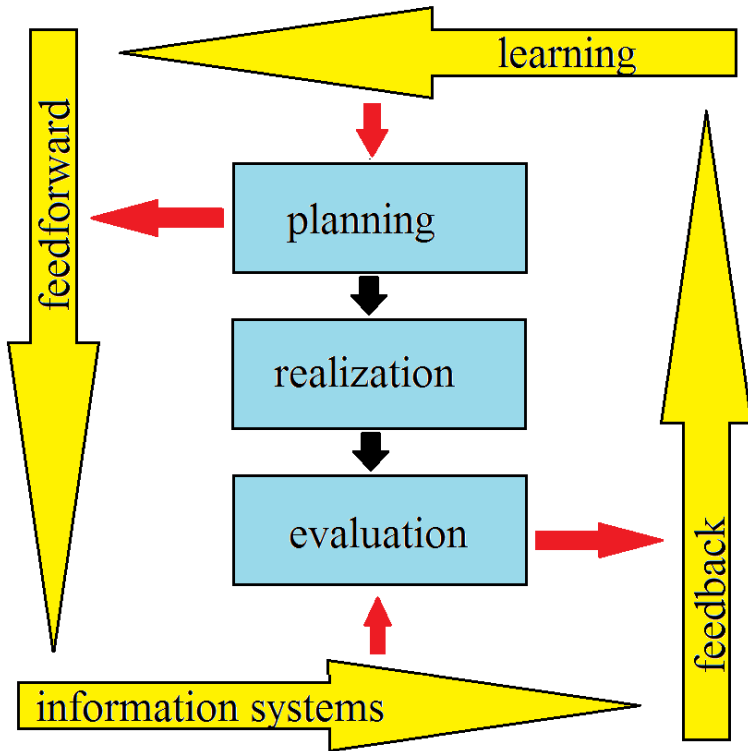 learning
feedforward
planning
realization
evaluation
feedback
information systems